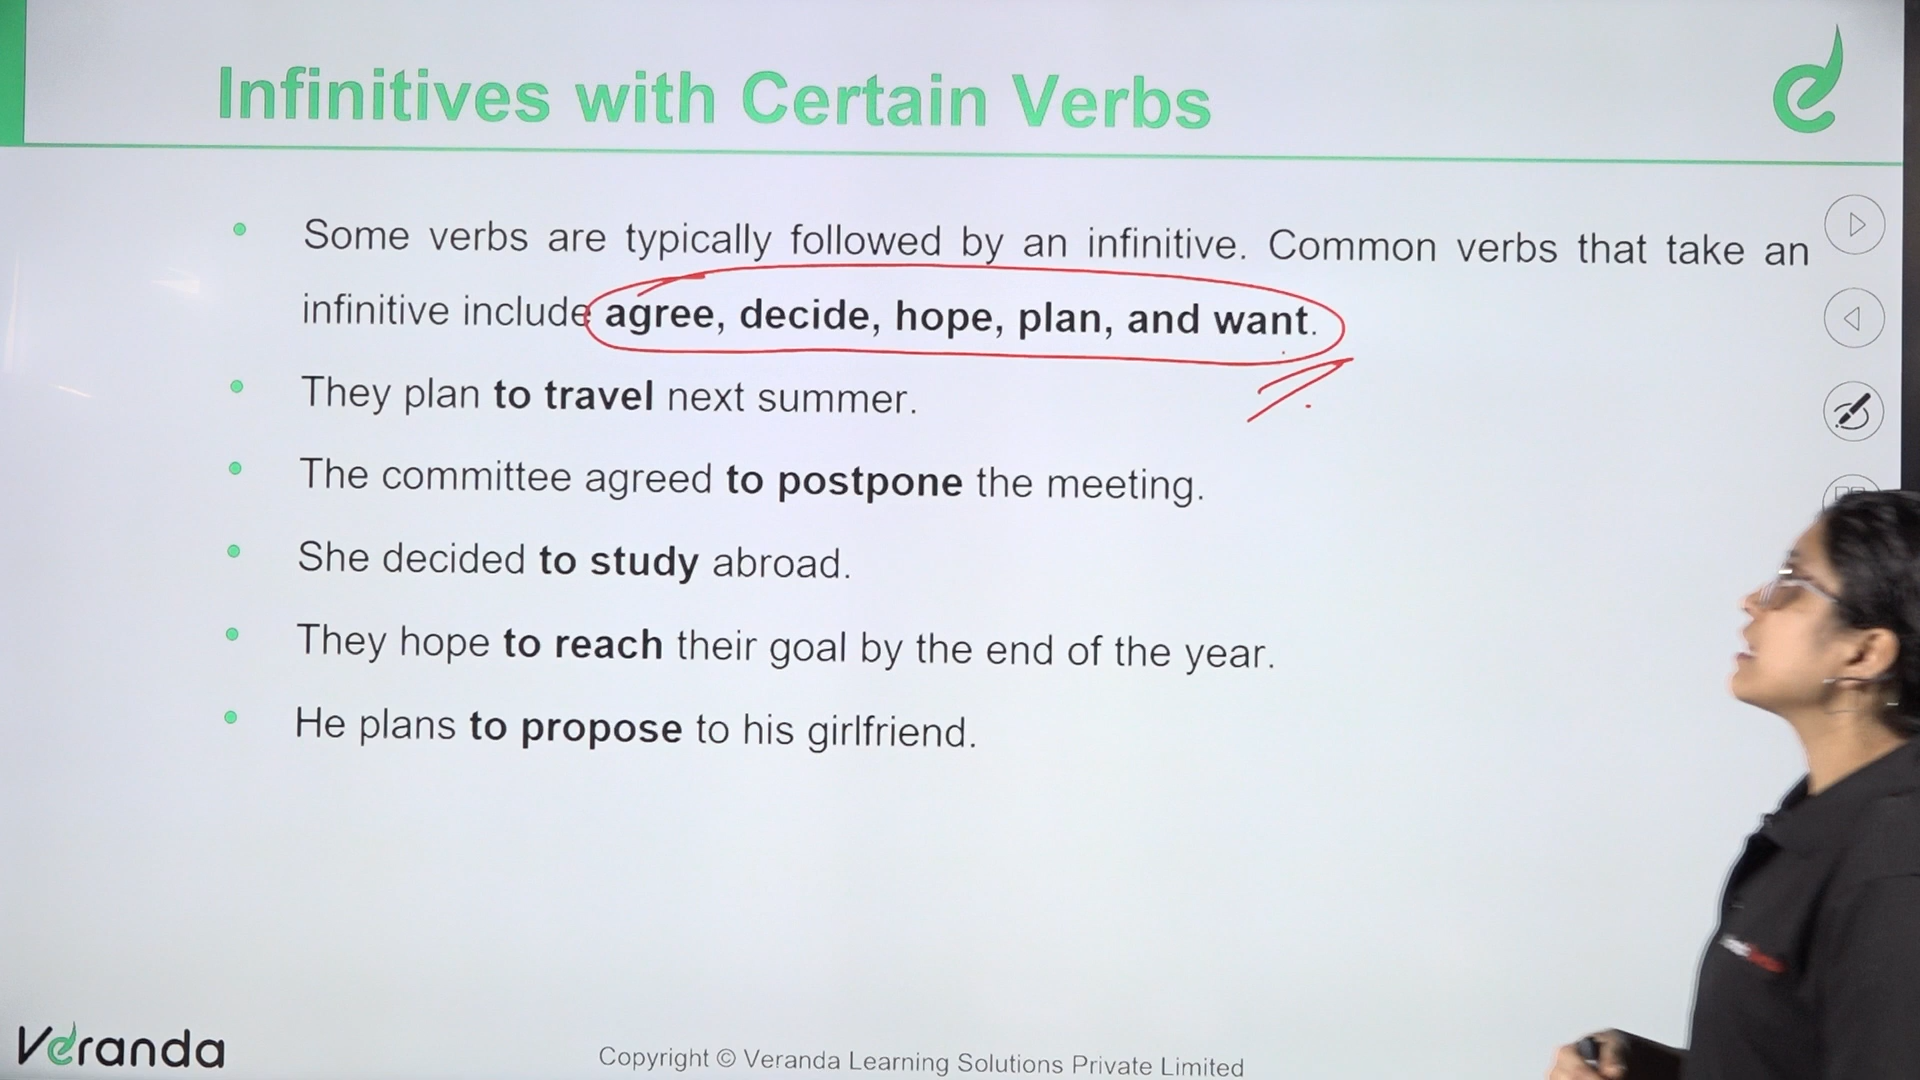 Infinitives with Certain Verbs
Some verbs are typically followed by an infinitive. Common verbs that take an
infinitive include agree, decide, hope, plan, and want.
They plan to travel next summer.
The committee agreed to postpone the meeting.
She decided to study abroad.
They hope to reach their goal by the end of the year.
He plans to propose to his girlfriend.
Veranda
Copyright © Veranda Learning Solutions Private Limited